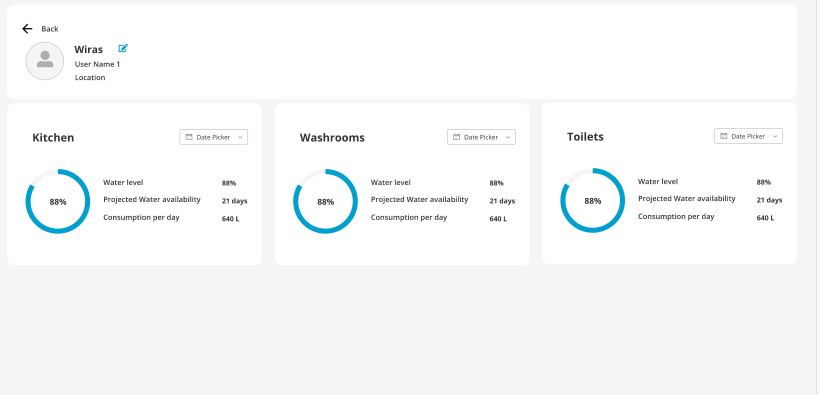 Back
Wiras
User Name 1
Location
Kitchen
Date Picker
88%
Water level 88%
Projected Water availability 21 days
Consumption per day 640 L
Washrooms
Date Picker
88%
Water level 88%
Projected Water availability 21 days
Consumption per day 640 L
Toilets
Date Picker
88%
Water level 88%
Projected Water availability 21 days
Consumption per day 640 L